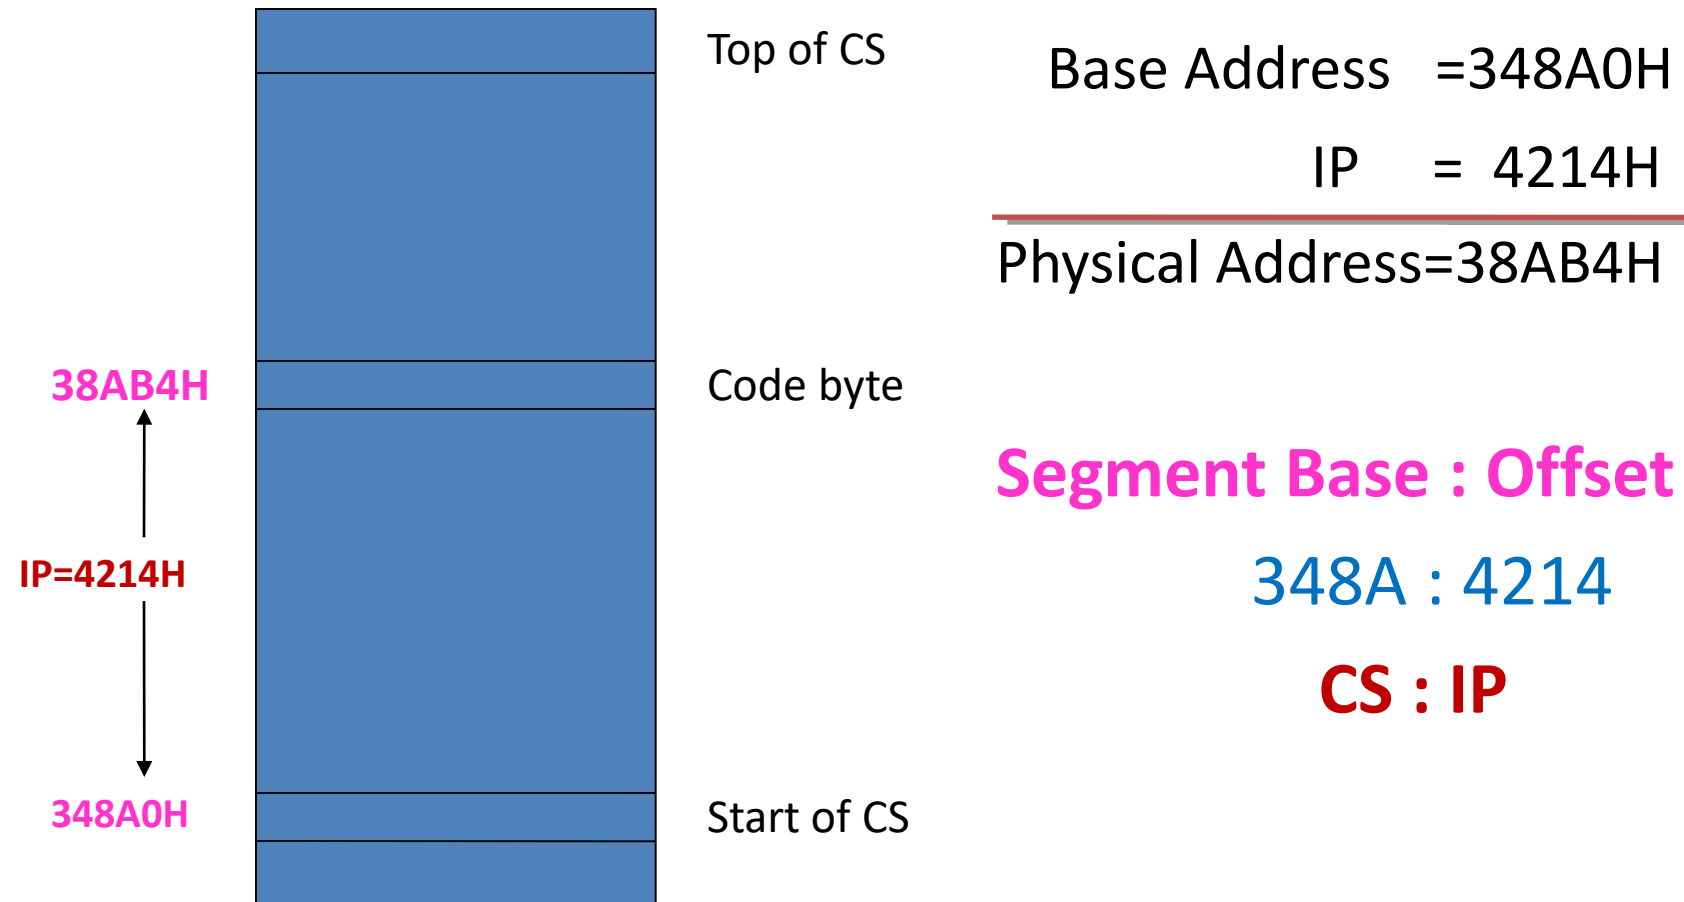 Top of CS
Base Address =348A0H
IP = 4214H
Physical Address=38AB4H
38AB4H
Code byte
Segment Base : Offset
IP=4214H
348A : 4214
CS : IP
348A0H
Start of CS